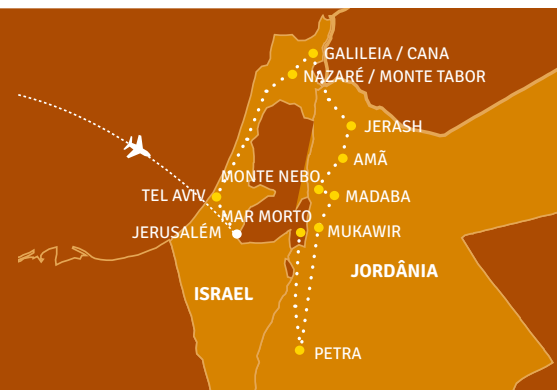 GALILEIA / CANA
NAZARÉ / MONTE TABOR
JERASH
AMÃ
MONTE NEBO
TEL AVIV
MADABA
MAR MORTO
JERUSALÉM
MUKAWIR
JORDÂNIA
ISRAEL
PETRA